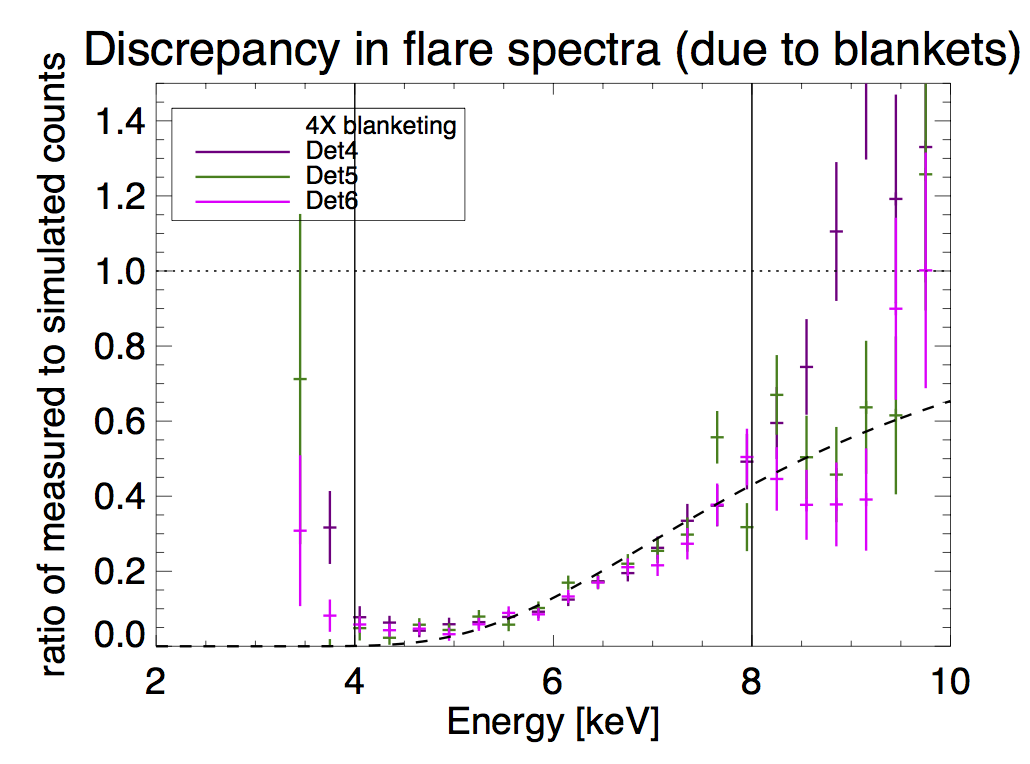 Discrepancy in flare spectra (due to blankets)
ratio of measured to simulated counts
1.4
1.2
1.0
0.8
0.6
0.4
0.2
0.0
4X blanketing
Det4
Det5
Det6
2 4 6 8 10
Energy [keV]